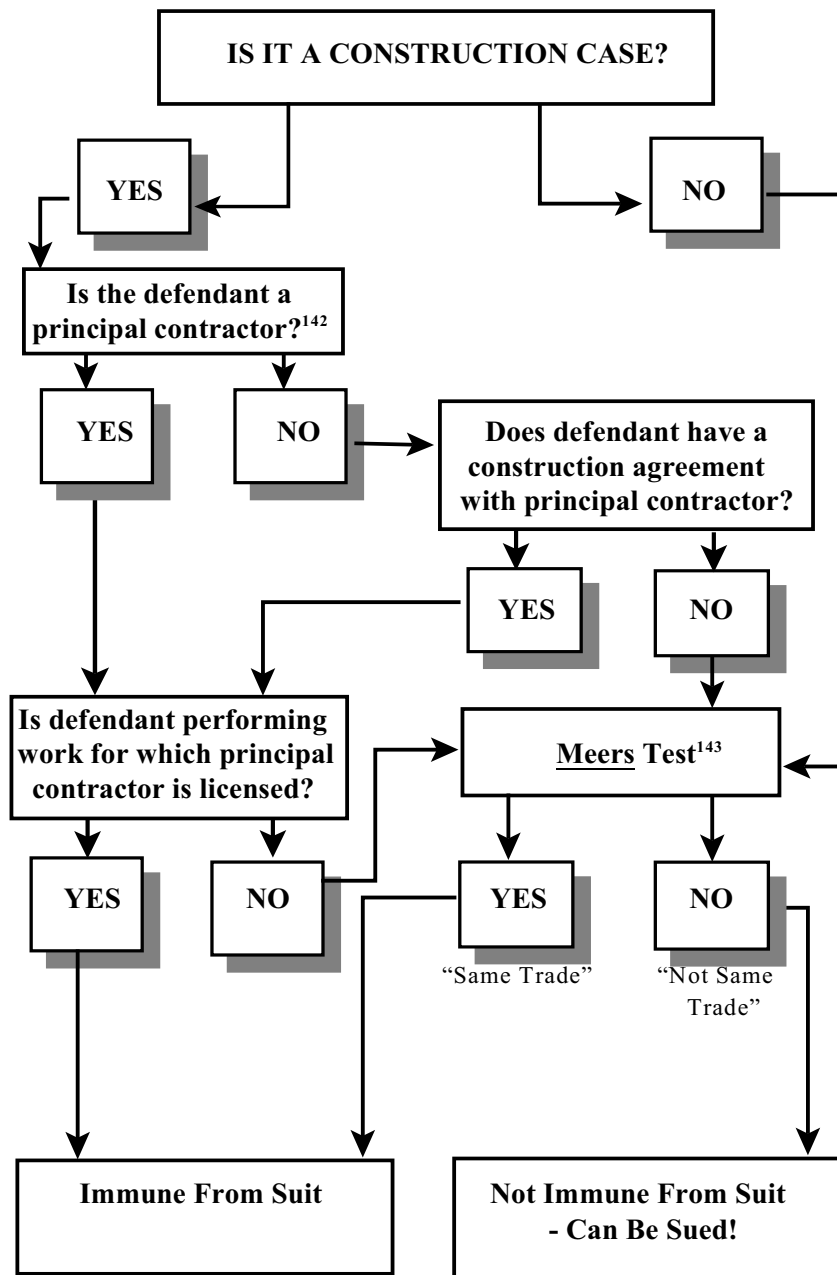 IS IT A CONSTRUCTION CASE?
YES
NO
Is the defendant a
principal contractor?142
YES
NO
Does defendant have a
construction agreement
with principal contractor?
YES
NO
Is defendant performing
work for which principal
contractor is licensed?
Meers Test143
YES
NO
YES
NO
“Same Trade”
“Not Same
Trade”
Immune From Suit
Not Immune From Suit
- Can Be Sued!